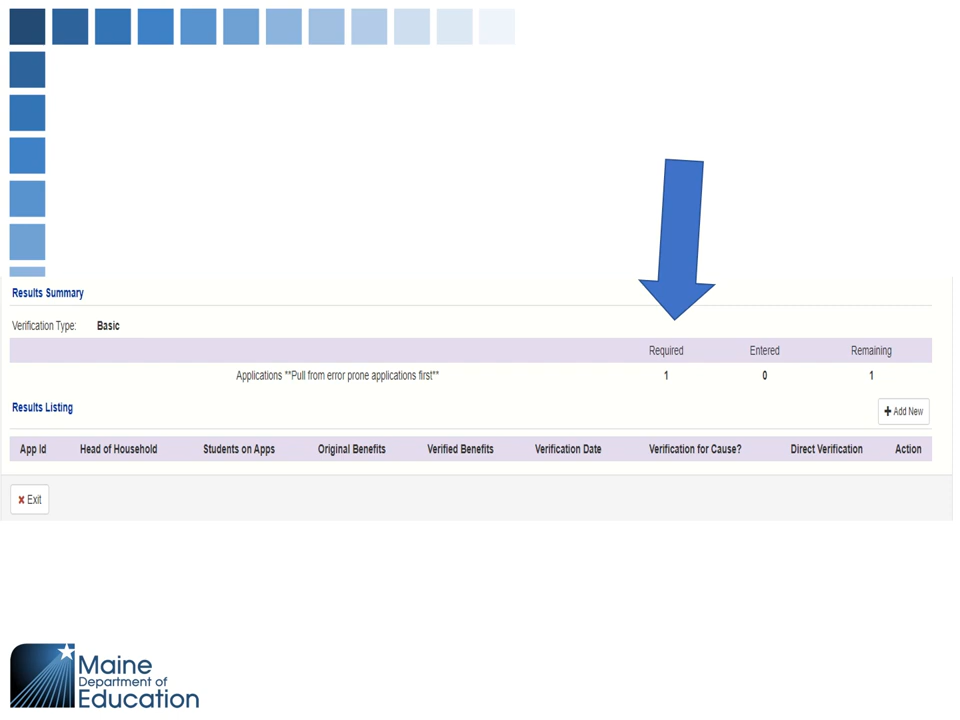 Results Summary
Verification Type: Basic
Required Entered Remaining
Applications **Pull from error prone applications first** 1 0 1
Results Listing
Add New
App Id Head of Household Students on Apps Original Benefits Verified Benefits Verification Date Verification for Cause? Direct Verification Action
Exit
Maine
Department of
Education